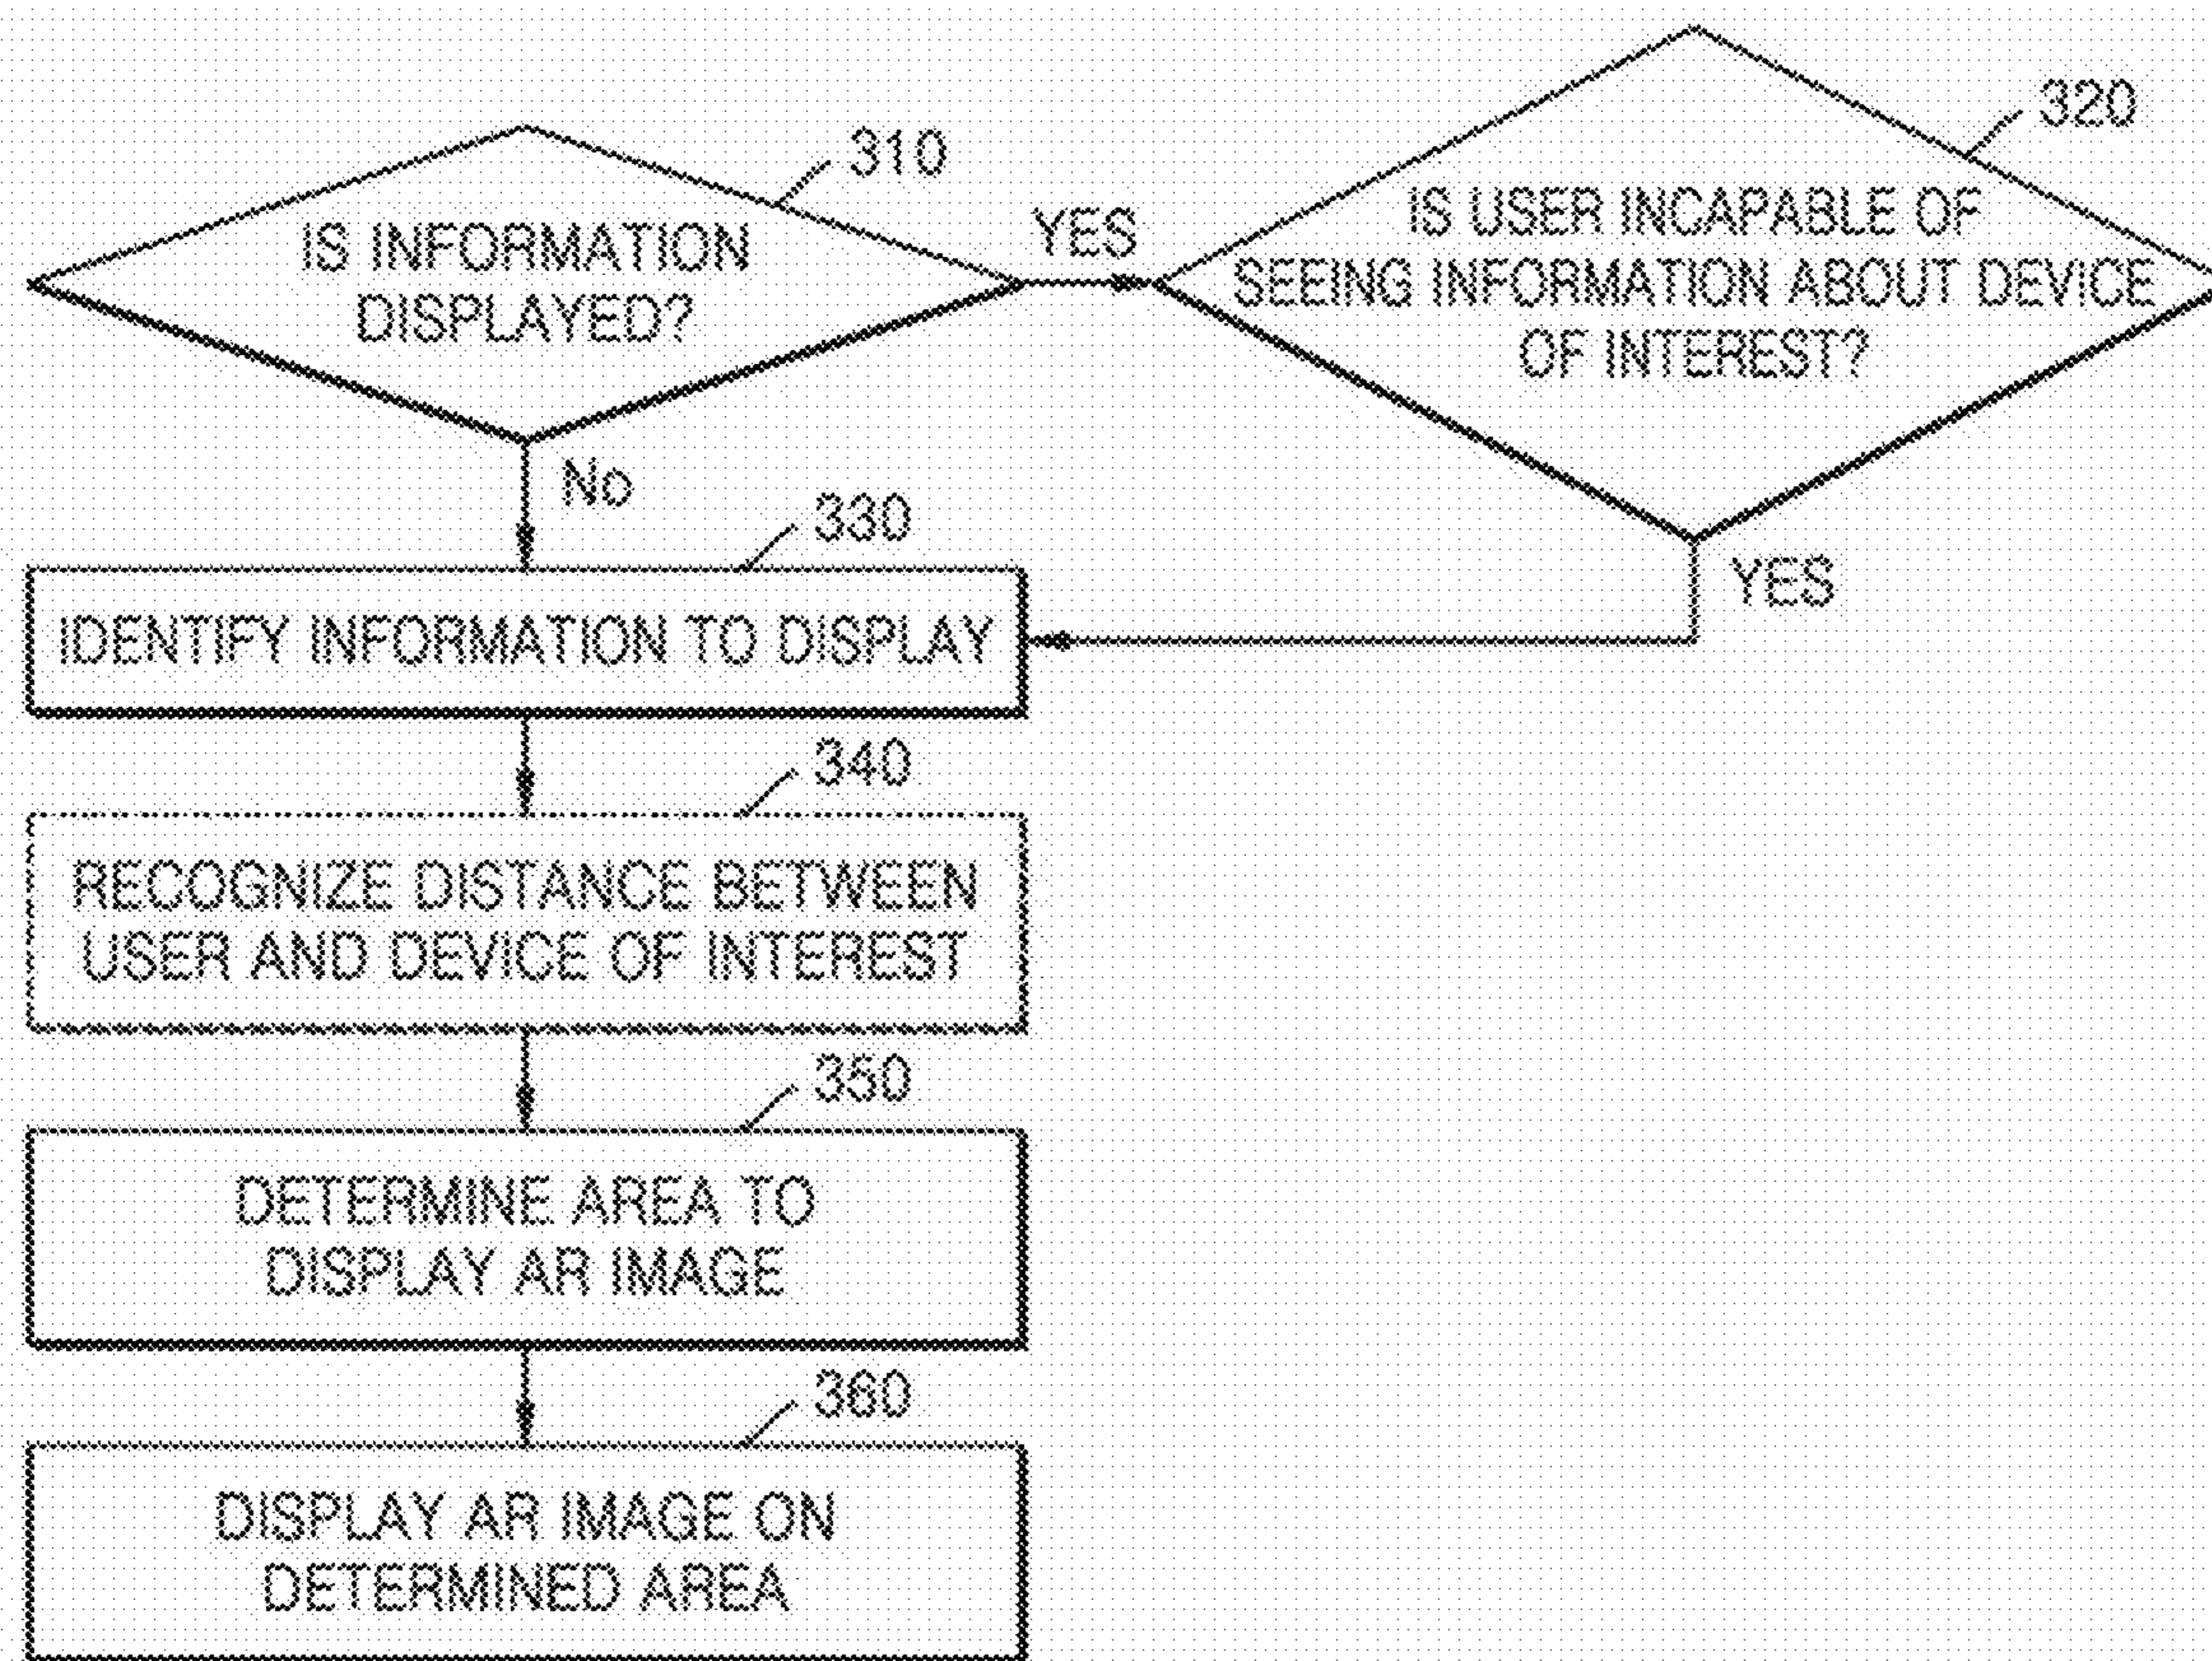 310
IS INFORMATION
DISPLAYED?
YES
320
IS USER INCAPABLE OF
SEEING INFORMATION ABOUT DEVICE
OF INTEREST?
No
YES
330
IDENTIFY INFORMATION TO DISPLAY
340
RECOGNIZE DISTANCE BETWEEN
USER AND DEVICE OF INTEREST
350
DETERMINE AREA TO
DISPLAY AR IMAGE
360
DISPLAY AR IMAGE ON
DETERMINED AREA